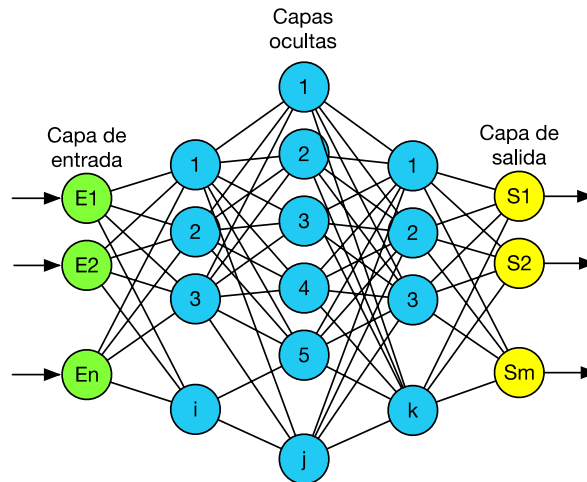 Capas
ocultas
Capa de
entrada
Capa de
salida
E1
E2
En
1
2
3
i
1
2
3
4
5
j
1
2
3
k
S1
S2
Sm